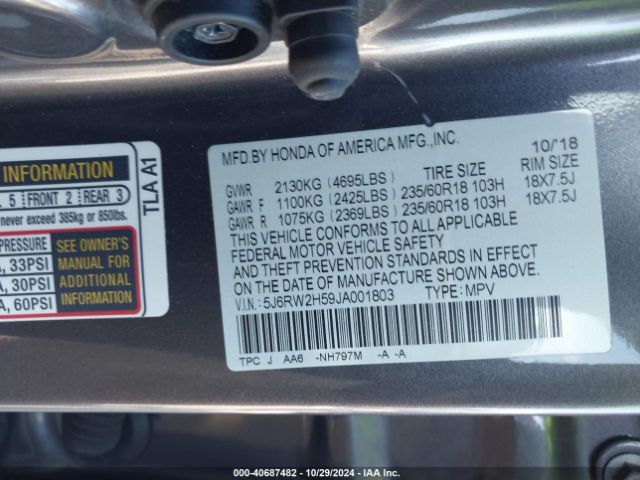 INFORMATION
. 5 FRONT 2 REAR 3
never exceed 385kg or 850lbs.
PRESSURE
A, 33PSI
A, 30PSI
A, 60PSI
SEE OWNER'S
MANUAL FOR
ADDITIONAL
INFORMATION
TLA A1
MFD.BY HONDA OF AMERICA MFG.,INC. 10/'18
GVWR 2130KG (4695LBS) TIRE SIZE RIM SIZE
GAWR F 1100KG (2425LBS) 235/60R18 103H 18X7.5J
GAWR R 1075KG (2369LBS) 235/60R18 103H 18X7.5J
THIS VEHICLE CONFORMS TO ALL APPLICABLE
FEDERAL MOTOR VEHICLE SAFETY
AND THEFT PREVENTION STANDARDS IN EFFECT
ON THE DATE OF MANUFACTURE SHOWN ABOVE.
V.I.N.: 5J6RW2H59JA001803 TYPE: MPV
TPC J AA6 -NH797M -A -A
000-40687482 - 10/29/2024 - IAA Inc.